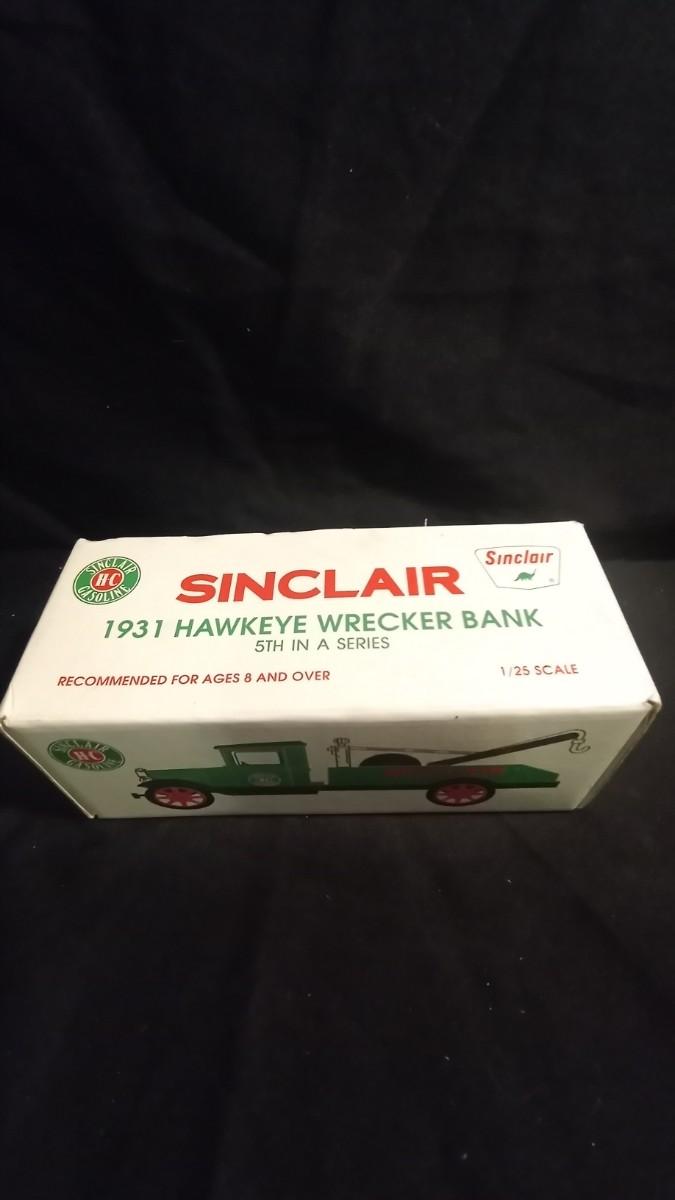 SINCLAIR
H-C
GASOLINE
SINCLAIR
Sinclair
®
1931 HAWKEYE WRECKER BANK
5TH IN A SERIES
RECOMMENDED FOR AGES 8 AND OVER
1/25 SCALE
SINCLAIR
H-C
GASOLINE